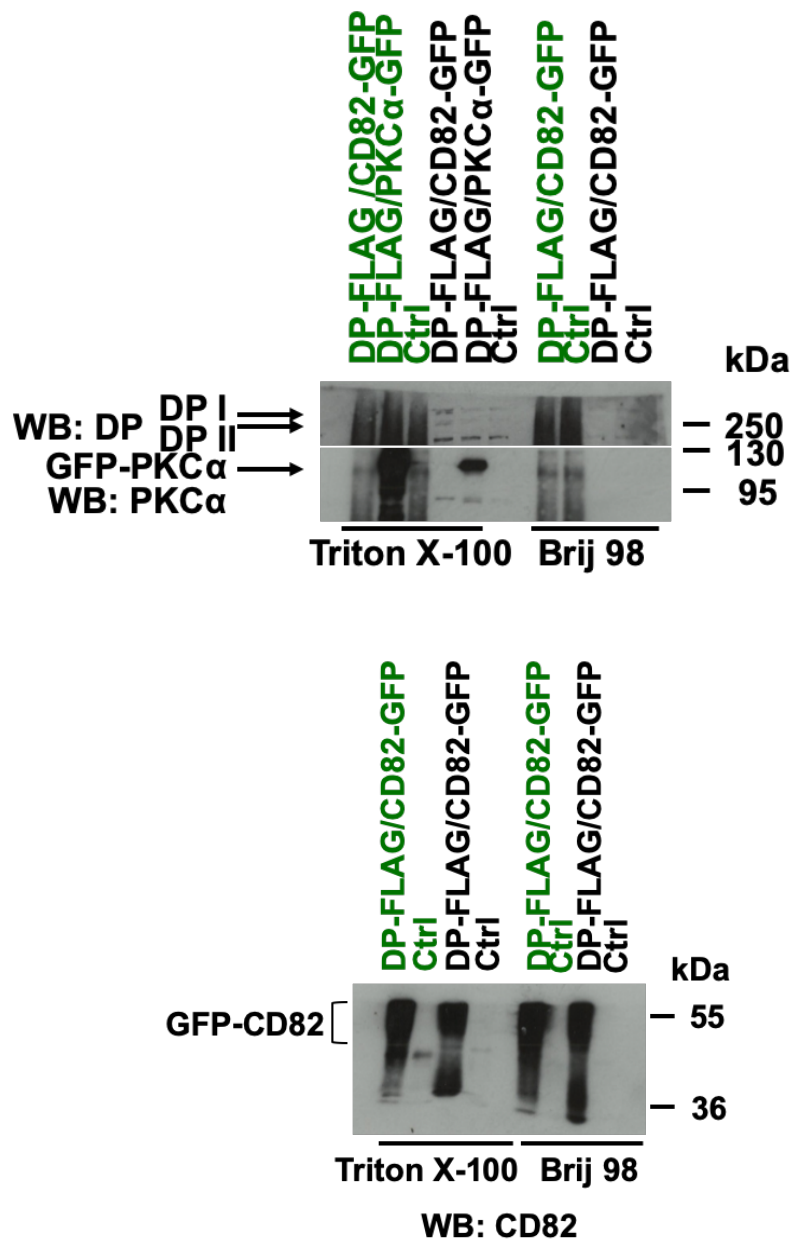 DP-FLAG /CD82-GFP
DP-FLAG/PKCα-GFP
Ctrl
DP-FLAG/CD82-GFP
DP-FLAG/PKCα-GFP
Ctrl
DP-FLAG/CD82-GFP
Ctrl
DP-FLAG/CD82-GFP
Ctrl
kDa
WB: DP
DP I
DP II
250
130
GFP-PKCα
WB: PKCα
95
Triton X-100
Brij 98
DP-FLAG/CD82-GFP
Ctrl
DP-FLAG/CD82-GFP
Ctrl
DP-FLAG/CD82-GFP
Ctrl
DP-FLAG/CD82-GFP
Ctrl
kDa
GFP-CD82
55
36
Triton X-100
Brij 98
WB: CD82